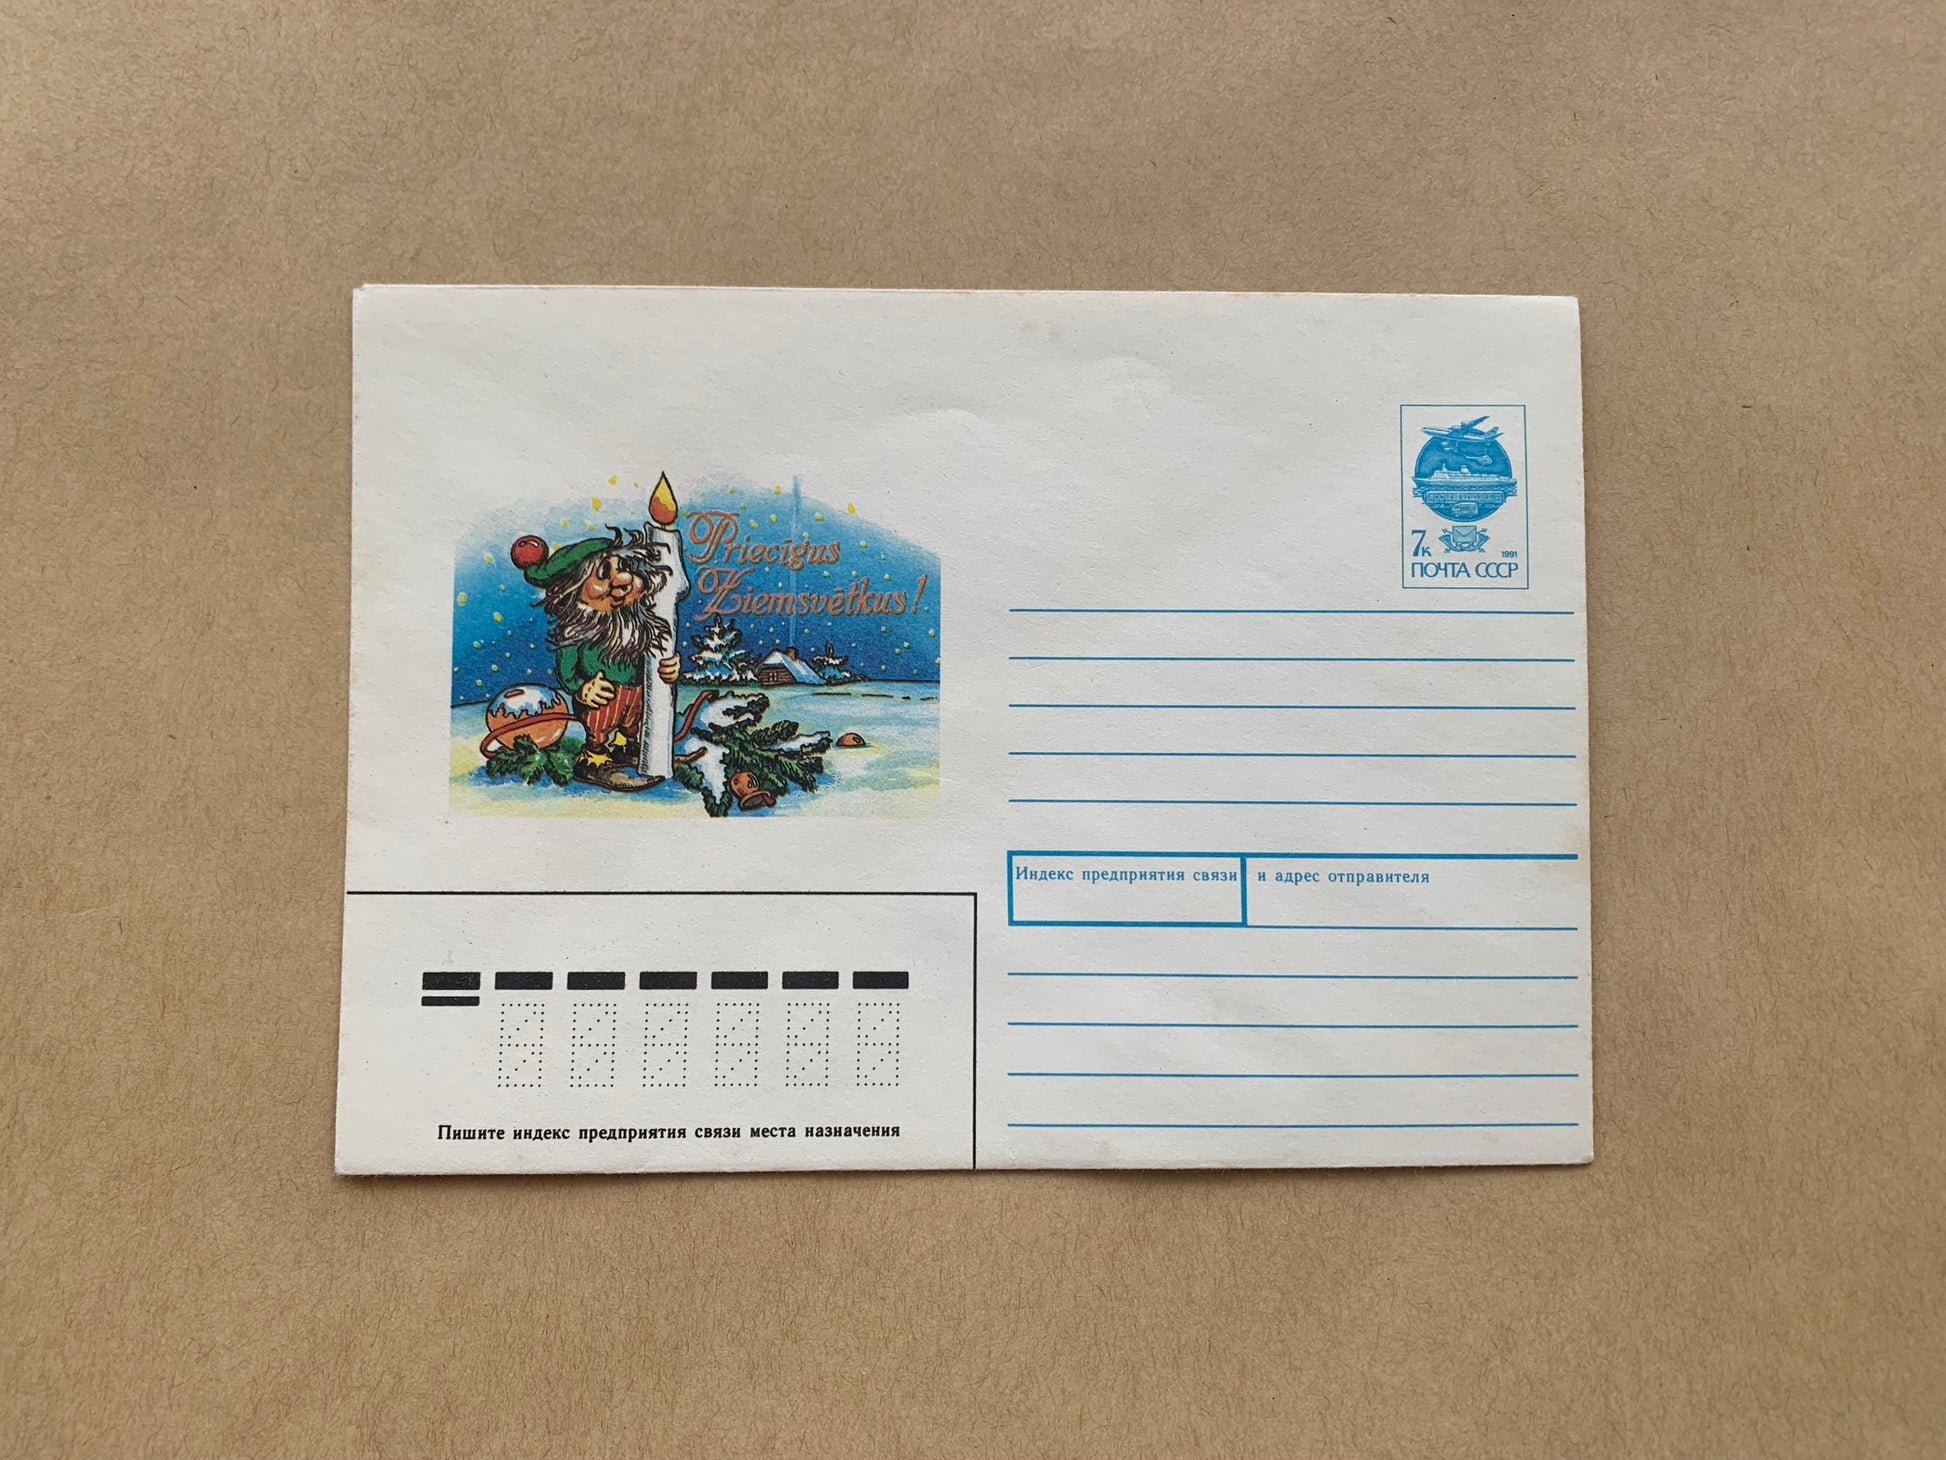 Priecīgus
Ziemsvētkus!
7к
1991
ПОЧТА СССР
Индекс предприятия связи и адрес отправителя
Пишите индекс предприятия связи места назначения